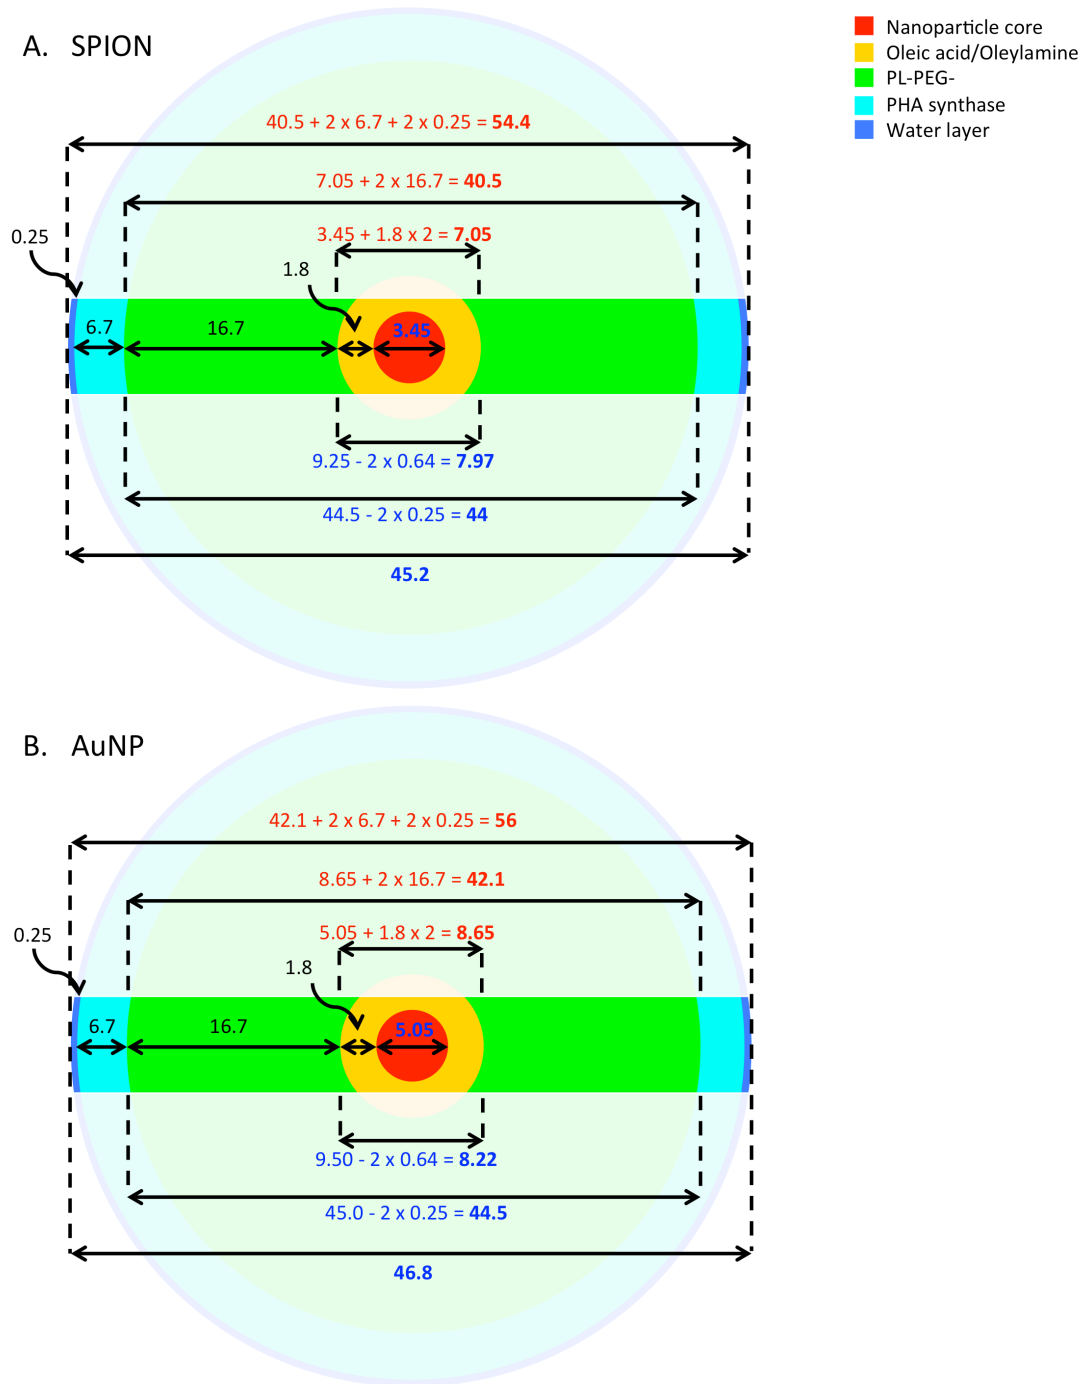 A. SPION
Nanoparticle core
Oleic acid/Oleylamine
PL-PEG-
PHA synthase
Water layer
40.5 + 2 x 6.7 + 2 x 0.25 = 54.4
7.05 + 2 x 16.7 = 40.5
0.25
3.45 + 1.8 x 2 = 7.05
1.8
6.7
16.7
3.45
9.25 - 2 x 0.64 = 7.97
44.5 - 2 x 0.25 = 44
45.2
B. AuNP
42.1 + 2 x 6.7 + 2 x 0.25 = 56
8.65 + 2 x 16.7 = 42.1
0.25
5.05 + 1.8 x 2 = 8.65
1.8
6.7
16.7
5.05
9.50 - 2 x 0.64 = 8.22
45.0 - 2 x 0.25 = 44.5
46.8